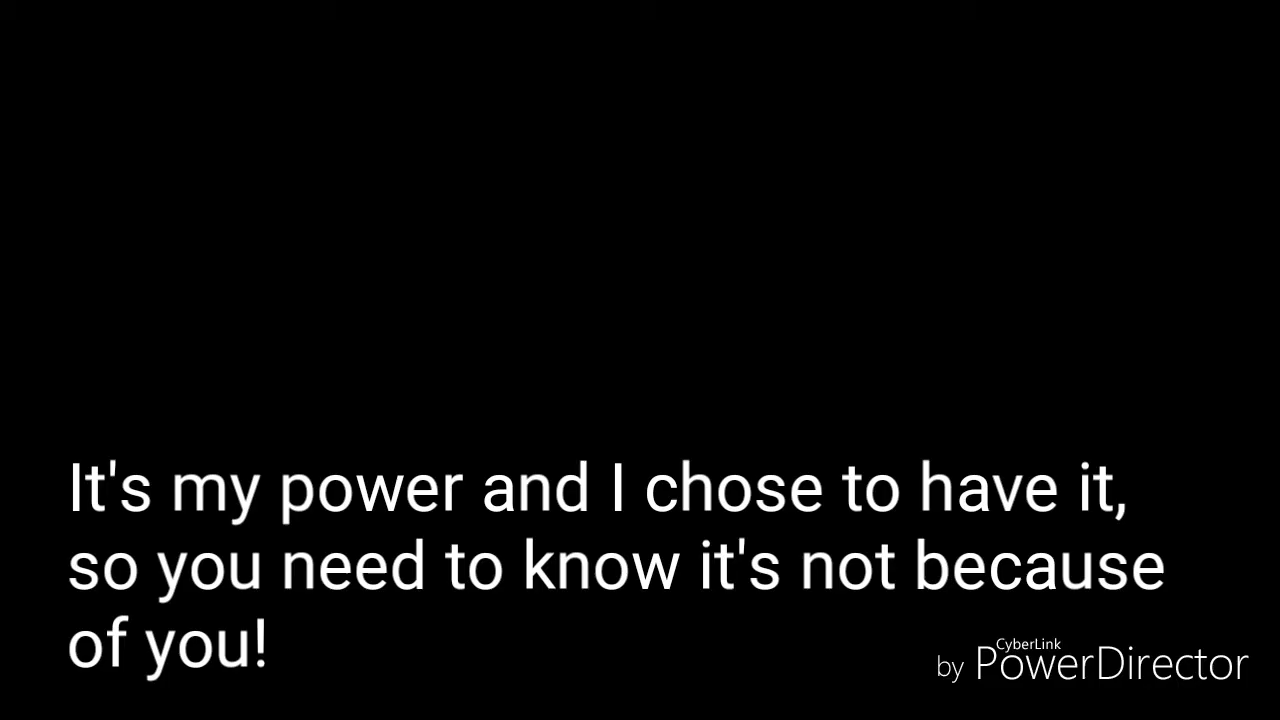 It's my power and I chose to have it,
so you need to know it's not because
of you!
CyberLink
by PowerDirector